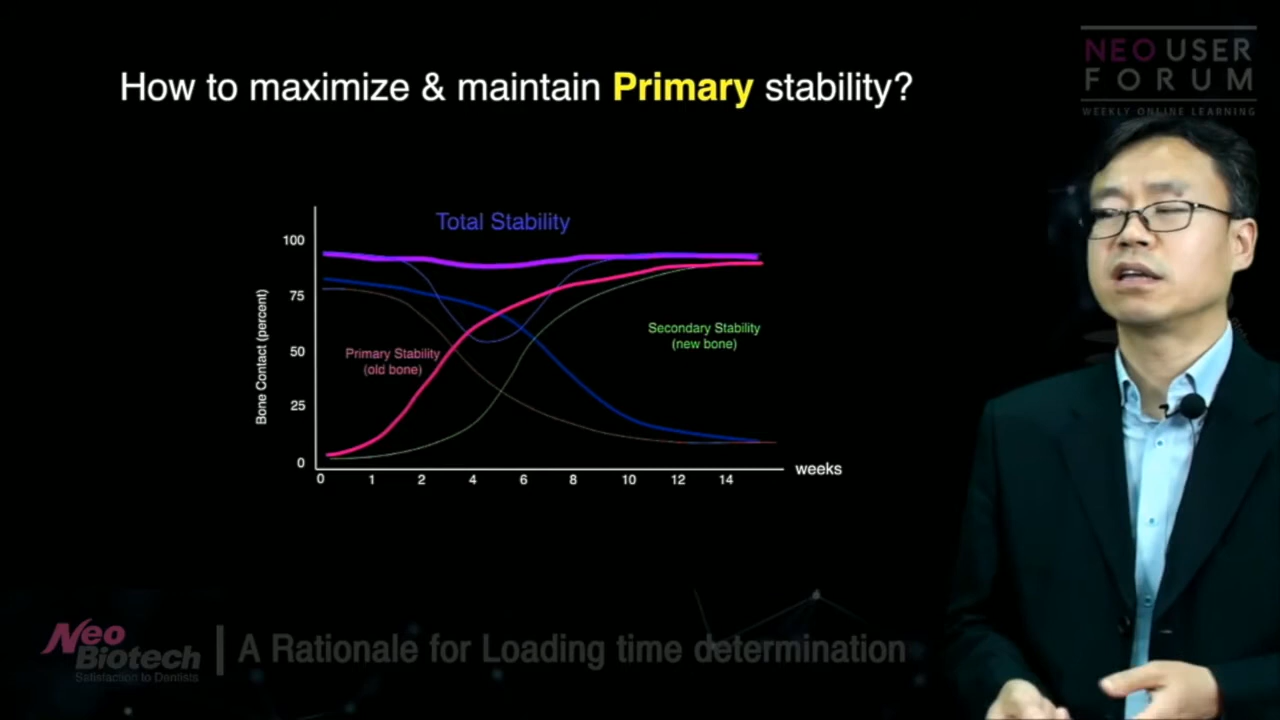 How to maximize & maintain Primary stability?
NEO USER
FORUM
WEEKLY ONLINE LEARNING
Total Stability
100
75
50
25
0
Bone Contact (percent)
Primary Stability
(old bone)
Secondary Stability
(new bone)
0 1 2 4 6 8 10 12 14
weeks
Neo
Biotech
Satisfaction to Dentists
A Rationale for Loading time determination